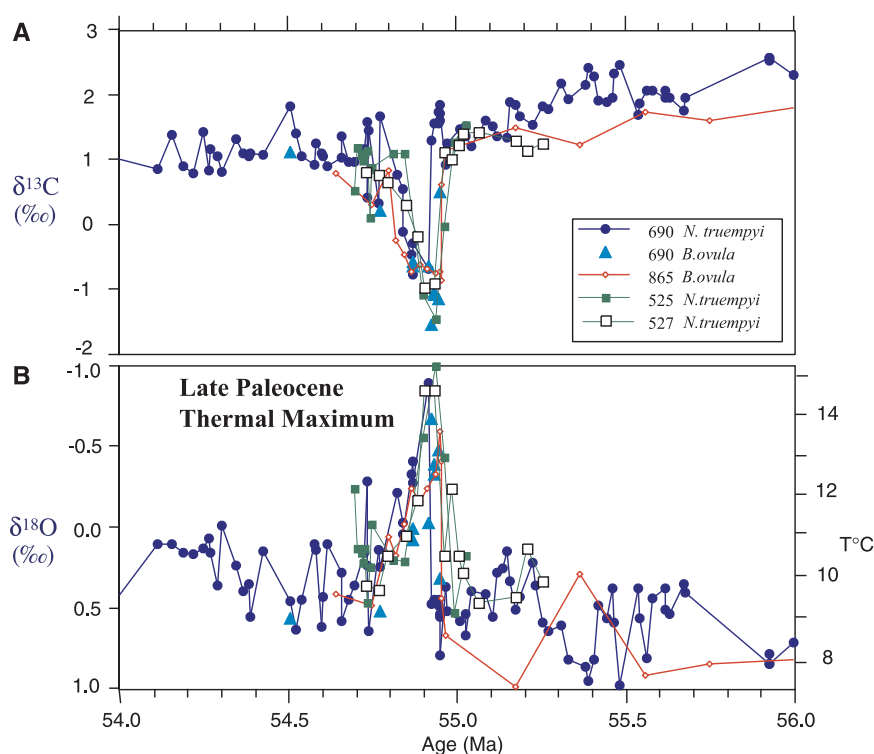 A
3
2
1
0
-1
-2
δ13C
(‰)
690 N. truempyi
690 B.ovula
865 B.ovula
525 N.truempyi
527 N.truempyi
B
Late Paleocene
Thermal Maximum
-1.0
-0.5
0.0
0.5
1.0
δ18O
(‰)
14
12
10
8
T°C
54.0 54.5 55.0 55.5 56.0
Age (Ma)